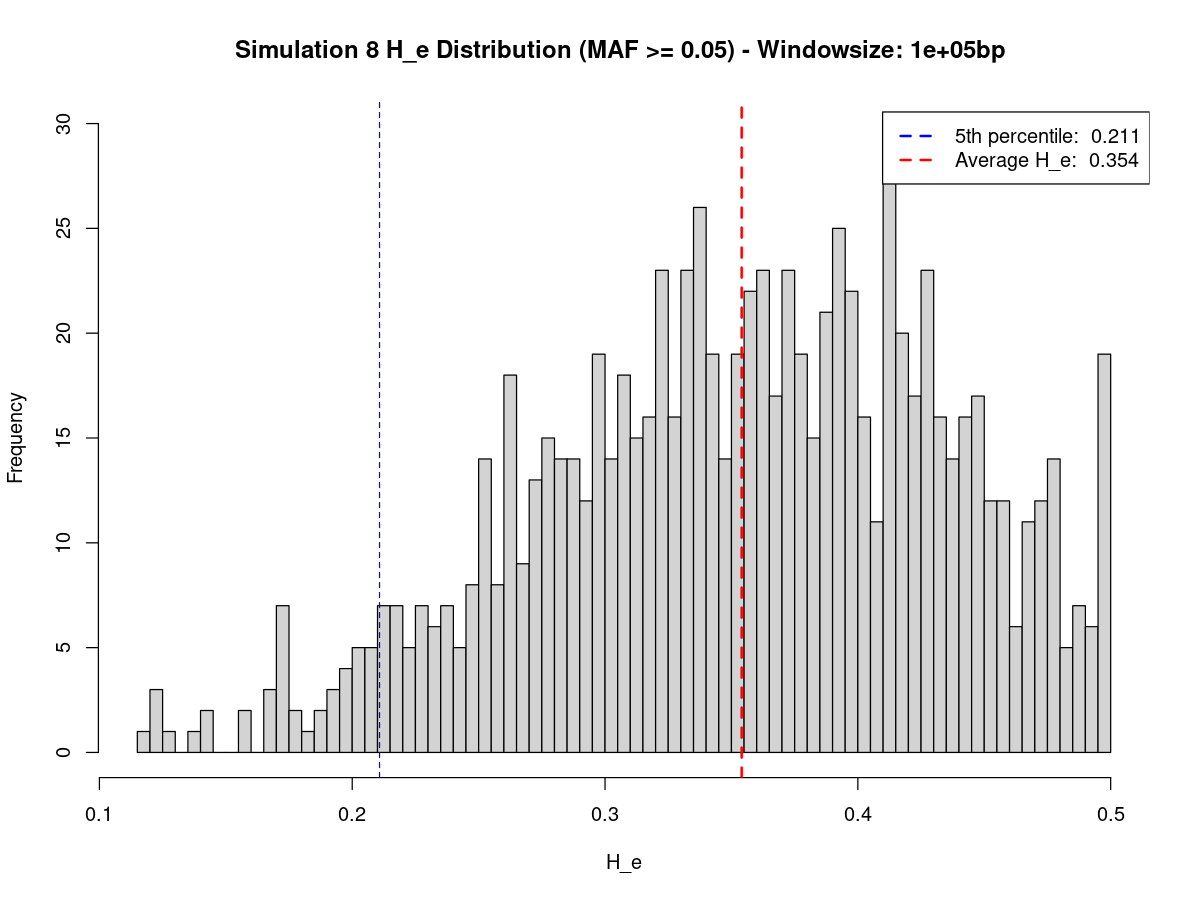 Simulation 8 H_e Distribution (MAF >= 0.05) - Windowsize: 1e+05bp
5th percentile:  0.211
Average H_e:  0.354
Frequency
30
25
20
15
10
5
0
0.1
0.2
0.3
0.4
0.5
H_e